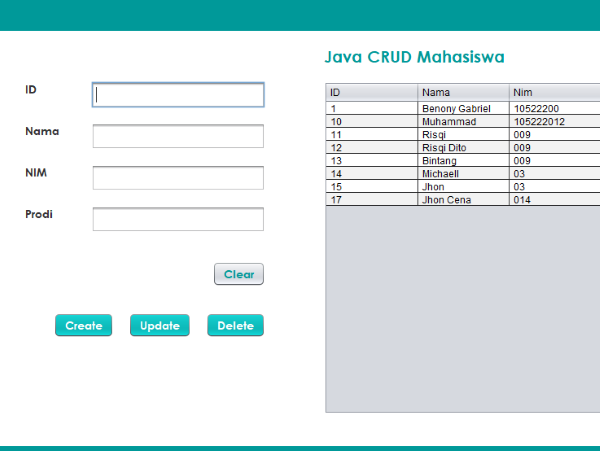 Java CRUD Mahasiswa
ID
Nama
NIM
Prodi
Clear
Create Update Delete
ID Nama Nim
1 Benony Gabriel 10522200
10 Muhammad 105222012
11 Risqi 009
12 Risqi Dito 009
13 Bintang 009
14 Michaell 03
15 Jhon 03
17 Jhon Cena 014